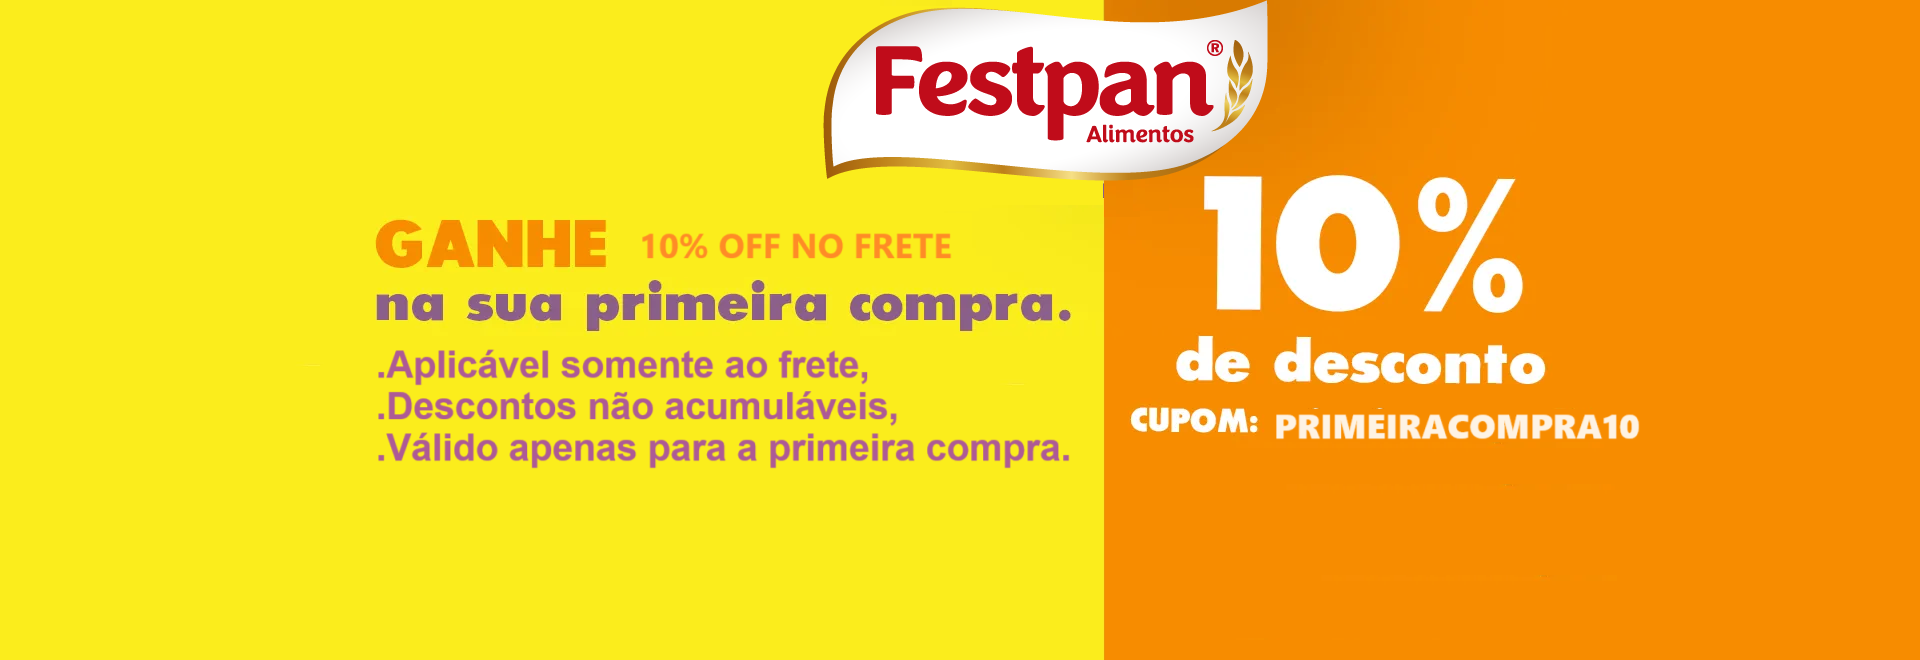 Festpan®
Alimentos
GANHE 10% OFF NO FRETE
na sua primeira compra.
.Aplicável somente ao frete,
.Descontos não acumuláveis,
.Válido apenas para a primeira compra.
10%
de desconto
CUPOM: PRIMEIRACOMPRA10